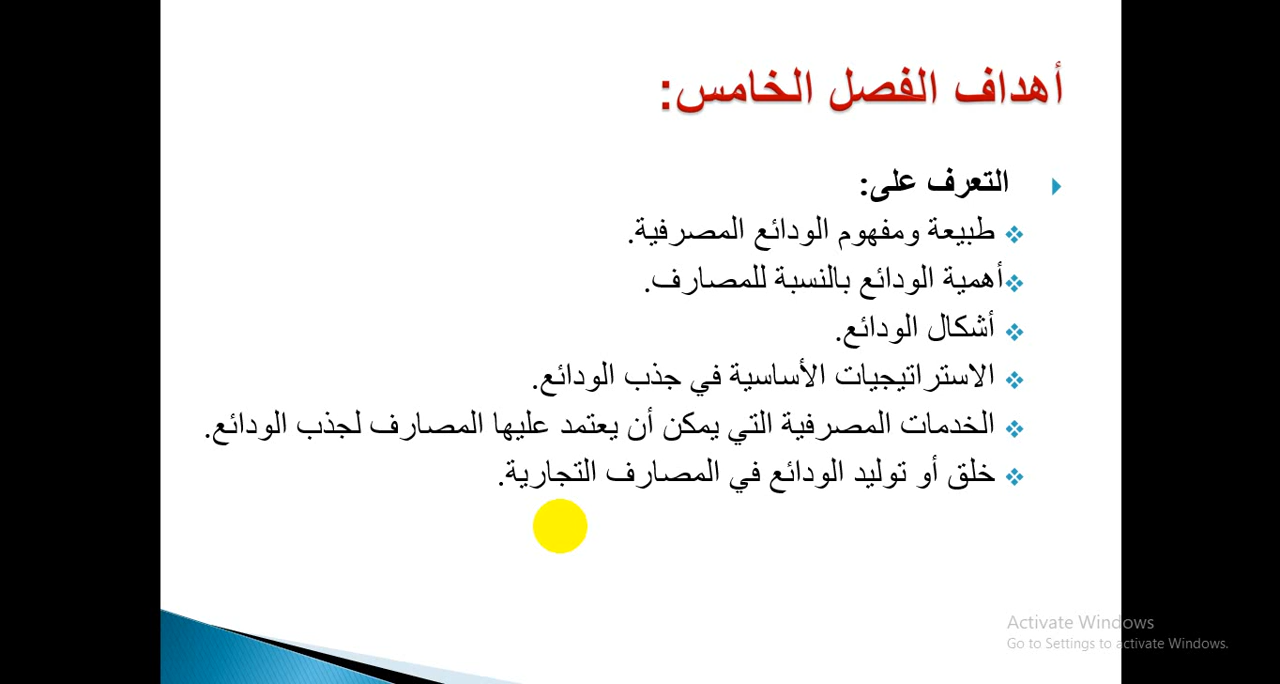 أهداف الفصل الخامس:
التعرف على:
طبيعة ومفهوم الودائع المصرفية.
أهمية الودائع بالنسبة للمصارف.
أشكال الودائع.
الاستراتيجيات الأساسية في جذب الودائع.
الخدمات المصرفية التي يمكن أن يعتمد عليها المصارف لجذب الودائع.
خلق أو توليد الودائع في المصارف التجارية.
Activate Windows
Go to Settings to activate Windows.